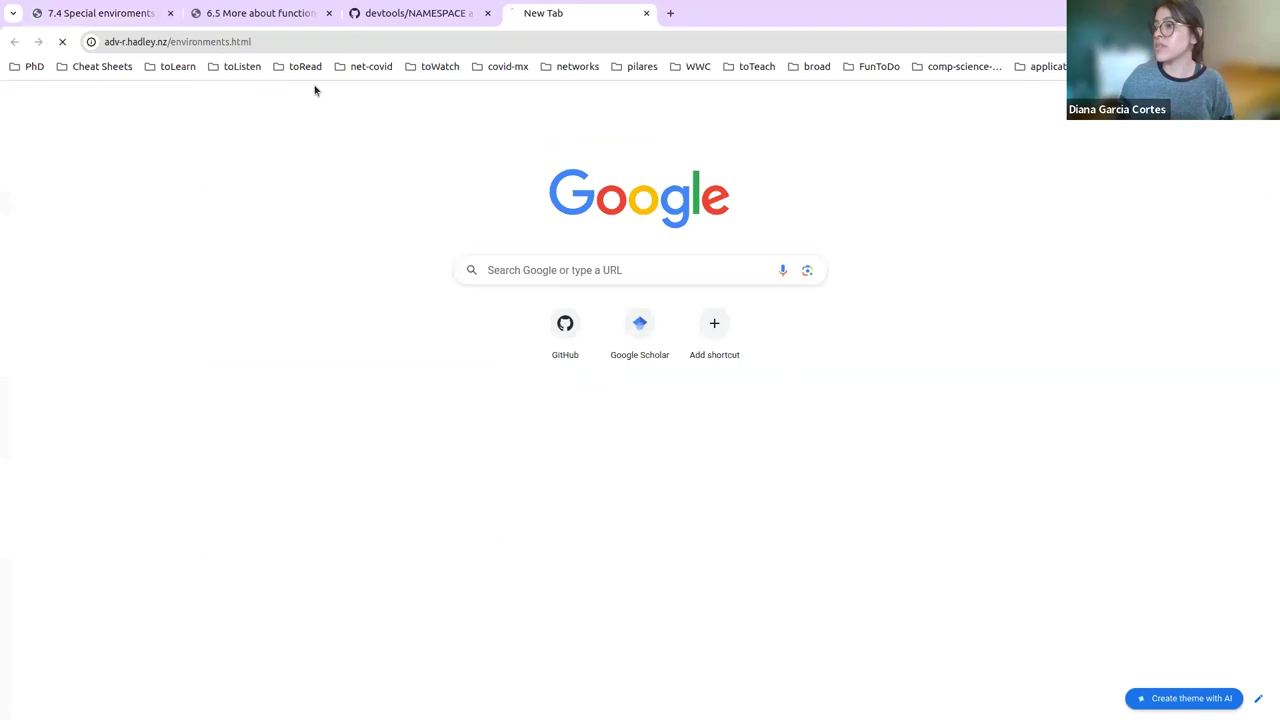 7.4 Special enviroments
6.5 More about function
devtools/NAMESPACE a
New Tab
adv-r.hadley.nz/environments.html
PhD
Cheat Sheets
toLearn
toListen
toRead
net-covid
toWatch
covid-mx
networks
pilares
WWC
toTeach
broad
FunToDo
comp-science-...
applicat
Diana Garcia Cortes
Google
Search Google or type a URL
GitHub
Google Scholar
Add shortcut
Create theme with AI